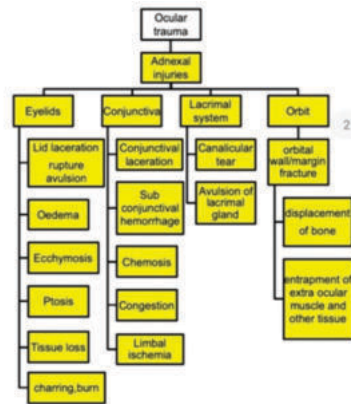 Ocular
trauma
Adnexal
injuries
Eyelids
Conjunctiva
Lacrimal
system
Orbit
Lid laceration
rupture
avulsion
Oedema
Ecchymosis
Ptosis
Tissue loss
charring,burn
Conjunctival
laceration
Sub
conjunctival
hemorrhage
Chemosis
Congestion
Limbal
ischemia
Canalicular
tear
Avulsion of
lacrimal
gland
orbital
wall/margin
fracture
displacement
of bone
entrapment of
extra ocular
muscle and
other tissue
2